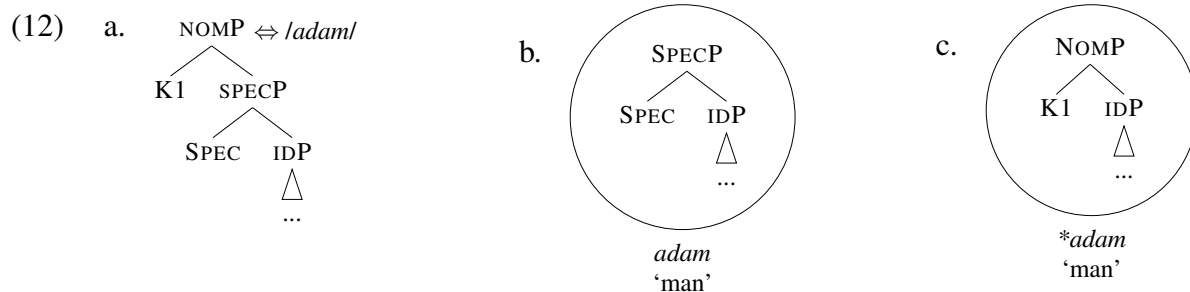 (12) a. NOMP ⇔ /adam/
K1 SPECP
SPEC IDP
...
b. SPECP
SPEC IDP
...
adam
‘man’
c. NOMP
K1 IDP
...
*adam
‘man’